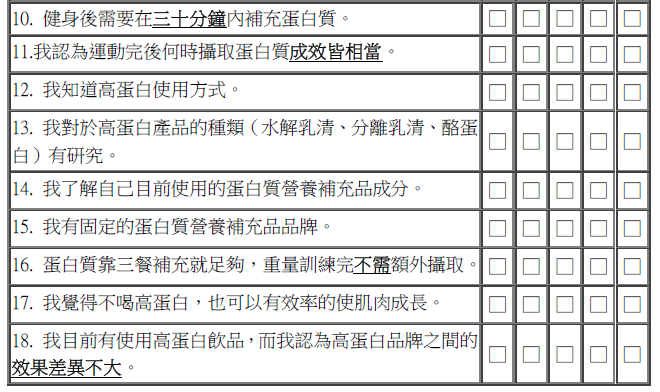 10. 健身後需要在三十分鐘內補充蛋白質。 □ □ □ □ □
11.我認為運動完後何時攝取蛋白質成效皆相當。 □ □ □ □ □
12. 我知道高蛋白使用方式。 □ □ □ □ □
13. 我對於高蛋白產品的種類（水解乳清、分離乳清、酪蛋
白）有研究。 □ □ □ □ □
14. 我了解自己目前使用的蛋白質營養補充品成分。 □ □ □ □ □
15. 我有固定的蛋白質營養補充品品牌。 □ □ □ □ □
16. 蛋白質靠三餐補充就足夠，重量訓練完不需額外攝取。 □ □ □ □ □
17. 我覺得不喝高蛋白，也可以有效率的使肌肉成長。 □ □ □ □ □
18. 我目前有使用高蛋白飲品，而我認為高蛋白品牌之間的
效果差異不大。 □ □ □ □ □